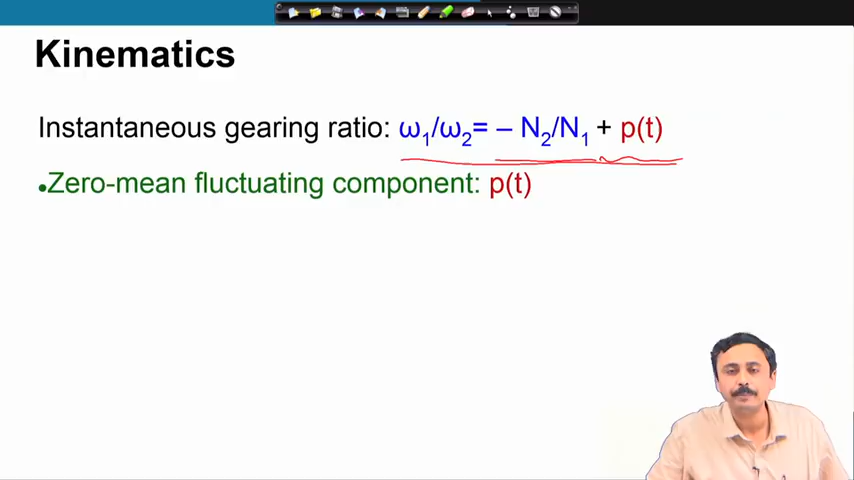 Kinematics
Instantaneous gearing ratio: ω₁/ω₂= – N₂/N₁ + p(t)
•Zero-mean fluctuating component: p(t)